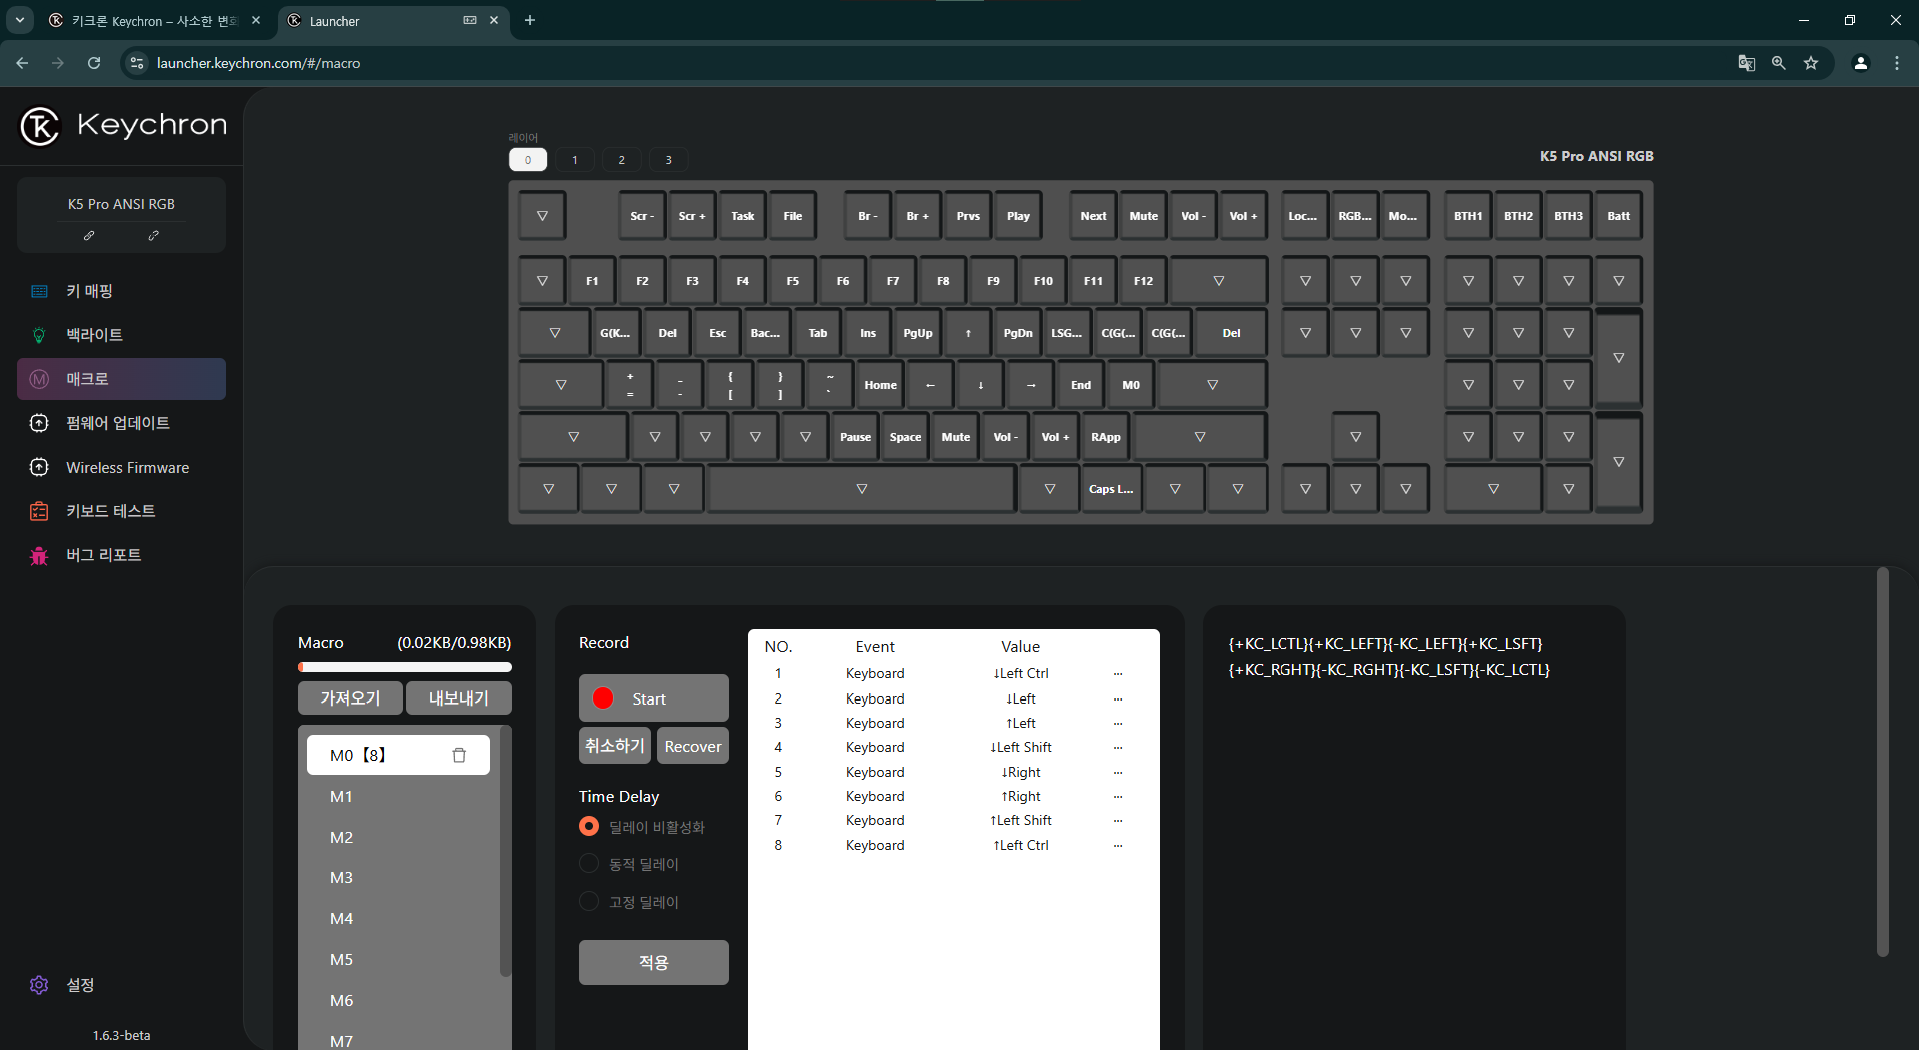 키크론 Keychron – 사소한 변화
Launcher
launcher.keychron.com/#/macro
Keychron
K5 Pro ANSI RGB
키 매핑
백라이트
매크로
펌웨어 업데이트
Wireless Firmware
키보드 테스트
버그 리포트
설정
1.6.3-beta
레이어
0 1 2 3
K5 Pro ANSI RGB
Scr - Scr + Task File Br - Br + Prvs Play Next Mute Vol - Vol + Loc... RGB... Mo... BTH1 BTH2 BTH3 Batt
F1 F2 F3 F4 F5 F6 F7 F8 F9 F10 F11 F12
G(K... Del Esc Bac... Tab Ins PgUp ↑ PgDn LSG... C(G(... C(G(... Del
+ _ { } ~
= - [ ] ` Home ← ↓ → End M0
Pause Space Mute Vol - Vol + RApp
Caps L...
Macro (0.02KB/0.98KB)
가져오기 내보내기
M0【8】
M1
M2
M3
M4
M5
M6
M7
Record
Start
취소하기 Recover
Time Delay
딜레이 비활성화
동적 딜레이
고정 딜레이
적용
NO. Event Value
1 Keyboard ↓Left Ctrl ...
2 Keyboard ↓Left ...
3 Keyboard ↑Left ...
4 Keyboard ↓Left Shift ...
5 Keyboard ↓Right ...
6 Keyboard ↑Right ...
7 Keyboard ↑Left Shift ...
8 Keyboard ↑Left Ctrl ...
{+KC_LCTL}{+KC_LEFT}{-KC_LEFT}{+KC_LSFT}
{+KC_RGHT}{-KC_RGHT}{-KC_LSFT}{-KC_LCTL}